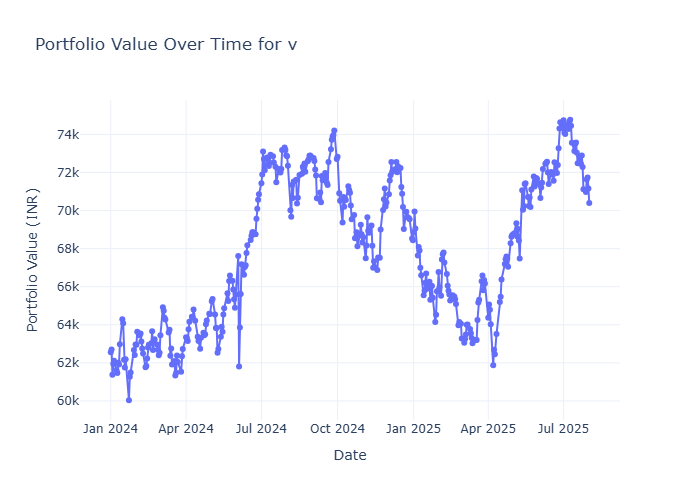 Portfolio Value Over Time for v
74k
72k
70k
68k
66k
64k
62k
60k
Portfolio Value (INR)
Jan 2024
Apr 2024
Jul 2024
Oct 2024
Jan 2025
Apr 2025
Jul 2025
Date